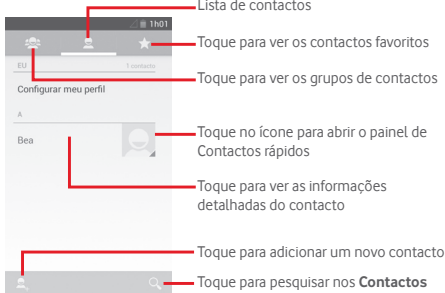 Lista de contactos
1h01
Toque para ver os contactos favoritos
EU 1 contacto
Toque para ver os grupos de contactos
Configurar meu perfil
A
Bea
Toque no ícone para abrir o painel de
Contactos rápidos
Toque para ver as informações
detalhadas do contacto
Toque para adicionar um novo contacto
Toque para pesquisar nos Contactos